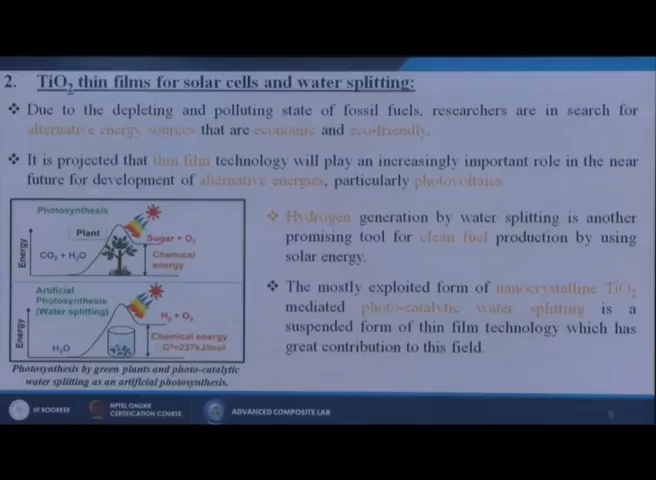 2. TiO2 thin films for solar cells and water splitting:
❖ Due to the depleting and polluting state of fossil fuels, researchers are in search for
alternative energy sources that are economic and eco-friendly.
❖ It is projected that thin film technology will play an increasingly important role in the near
future for development of alternative energies, particularly photovoltaics
Photosynthesis
Plant
Energy
CO2 + H2O
Sugar + O2
Chemical
energy
Artificial
Photosynthesis
(Water splitting)
Energy
H2O
H2 + O2
Chemical energy
G0=237kJ/mol
Photosynthesis by green plants and photo-catalytic
water splitting as an artificial photosynthesis.
❖ Hydrogen generation by water splitting is another
promising tool for clean fuel production by using
solar energy.
❖ The mostly exploited form of nanocrystalline TiO2
mediated photo-catalytic water splitting is a
suspended form of thin film technology which has
great contribution to this field.
IIT ROORKEE
NPTEL ONLINE
CERTIFICATION COURSE
ADVANCED COMPOSITE LAB